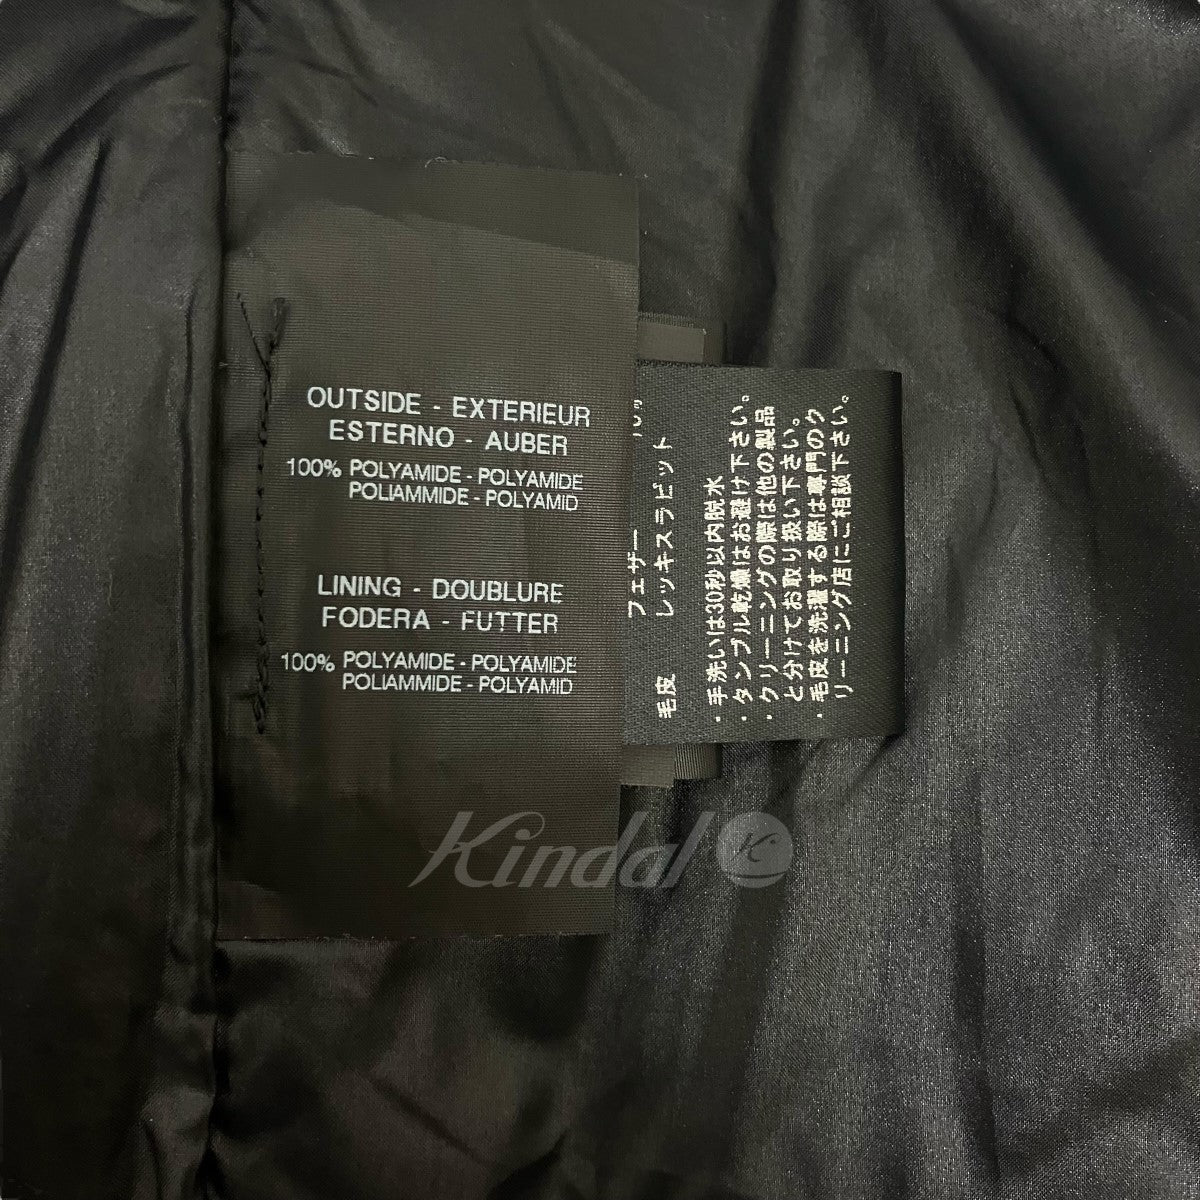 OUTSIDE - EXTERIEUR
ESTERNO - AUBER
100% POLYAMIDE - POLYAMIDE
POLIAMMIDE - POLYAMID
LINING - DOUBLURE
FODERA - FUTTER
100% POLYAMIDE - POLYAMIDE
POLIAMMIDE - POLYAMID
フェザー 10%
毛皮 レッキスラビット
・手洗いは30秒以内脱水
・タンブル乾燥はお避け下さい。
・クリーニングの際は他の製品
と分けてお取り扱い下さい。
・毛皮を洗濯する際は専門のク
リーニング店にご相談下さい。
Kindal